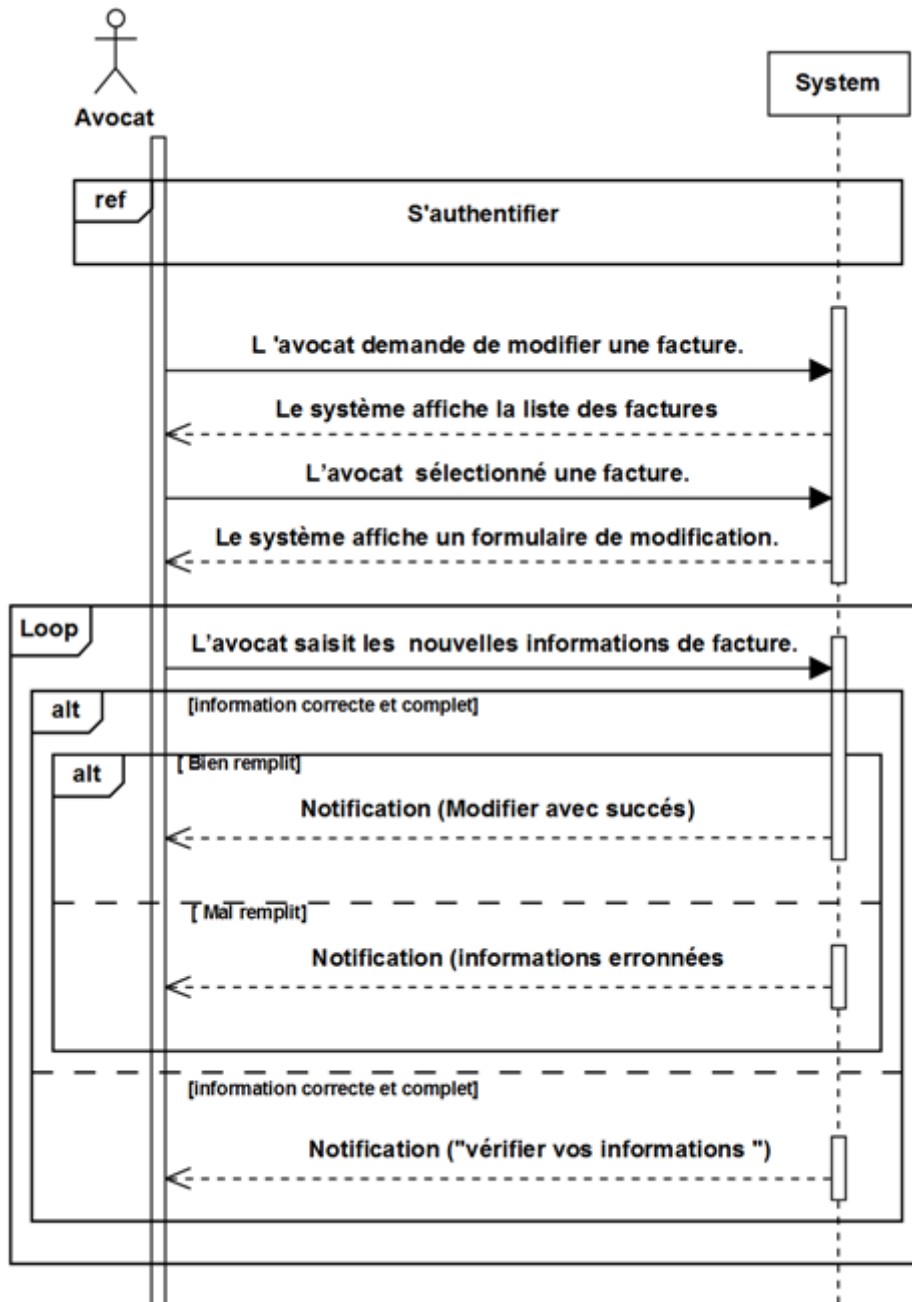 Avocat
System
ref
S'authentifier
L 'avocat demande de modifier une facture.
Le système affiche la liste des factures
L'avocat sélectionné une facture.
Le système affiche un formulaire de modification.
Loop
L'avocat saisit les nouvelles informations de facture.
alt
[information correcte et complet]
alt
[ Bien remplit]
Notification (Modifier avec succés)
[ Mal remplit]
Notification (informations erronnées
[information correcte et complet]
Notification ("vérifier vos informations ")